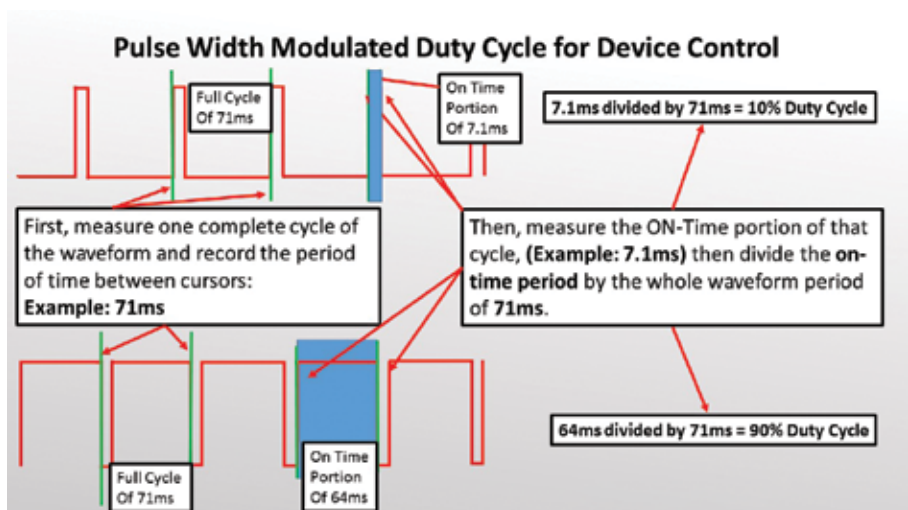 Pulse Width Modulated Duty Cycle for Device Control
Full Cycle
Of 71ms
On Time
Portion
Of 7.1ms
7.1ms divided by 71ms = 10% Duty Cycle
First, measure one complete cycle of
the waveform and record the period
of time between cursors:
Example: 71ms
Then, measure the ON-Time portion of that
cycle, (Example: 7.1ms) then divide the on-
time period by the whole waveform period
of 71ms.
Full Cycle
Of 71ms
On Time
Portion
Of 64ms
64ms divided by 71ms = 90% Duty Cycle